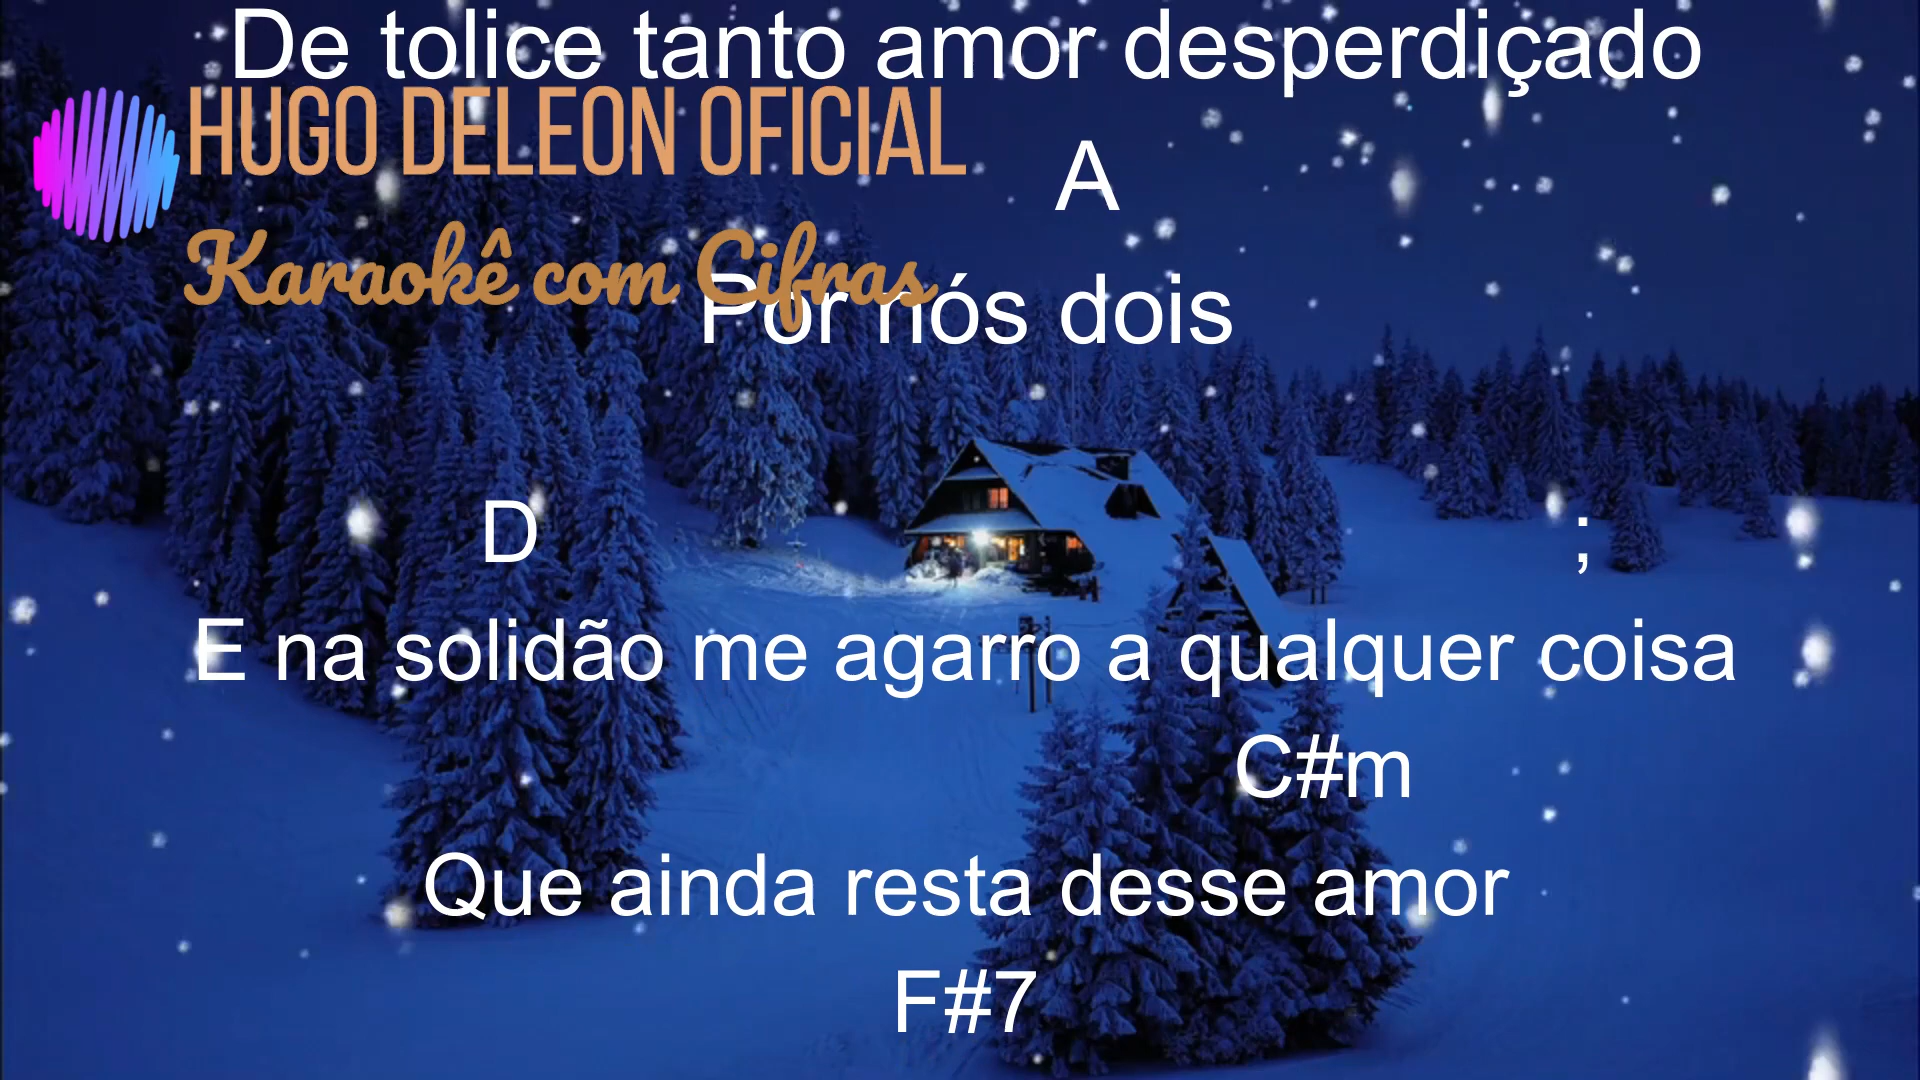 De tolice tanto amor desperdiçado
HUGO DELEON OFICIAL
A
Karaokê com Cifras
Por nós dois
D ;
E na solidão me agarro a qualquer coisa
C#m
Que ainda resta desse amor
F#7